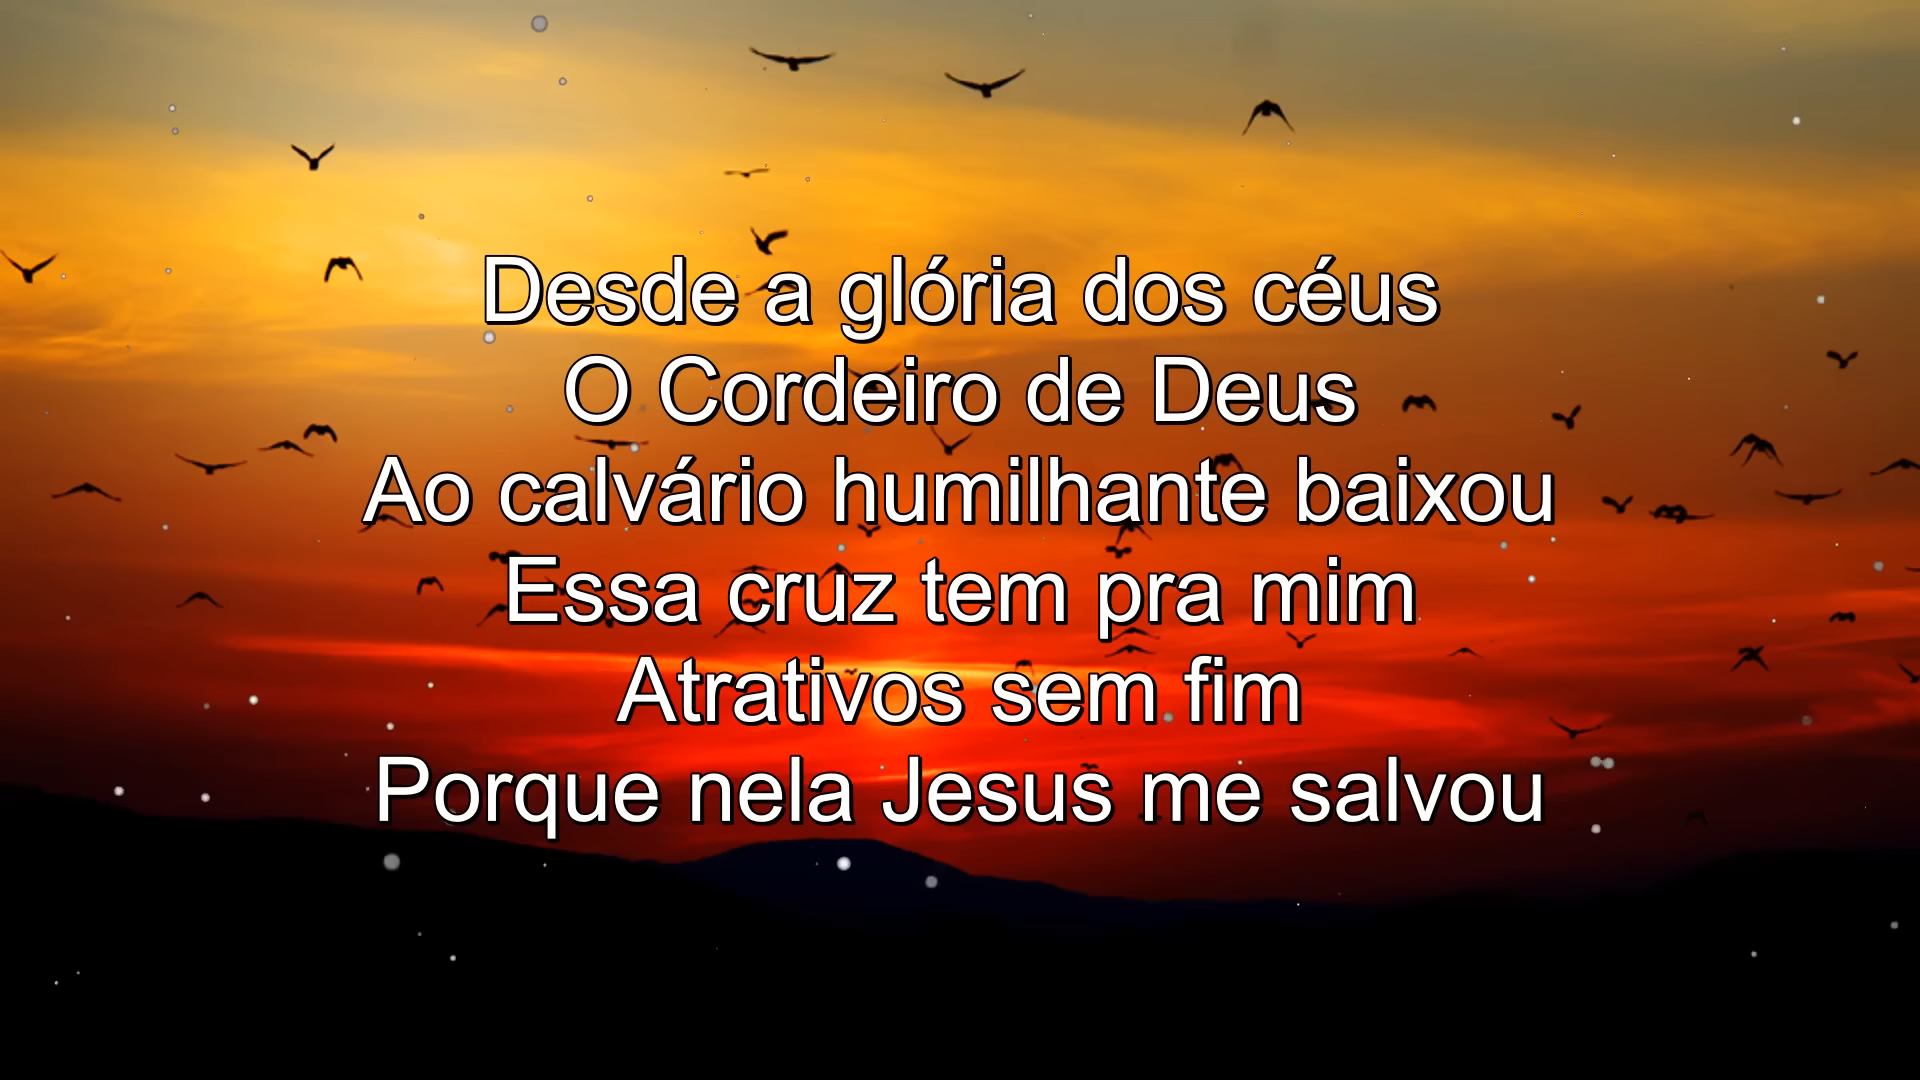 Desde a glória dos céus
O Cordeiro de Deus
Ao calvário humilhante baixou
Essa cruz tem pra mim
Atrativos sem fim
Porque nela Jesus me salvou